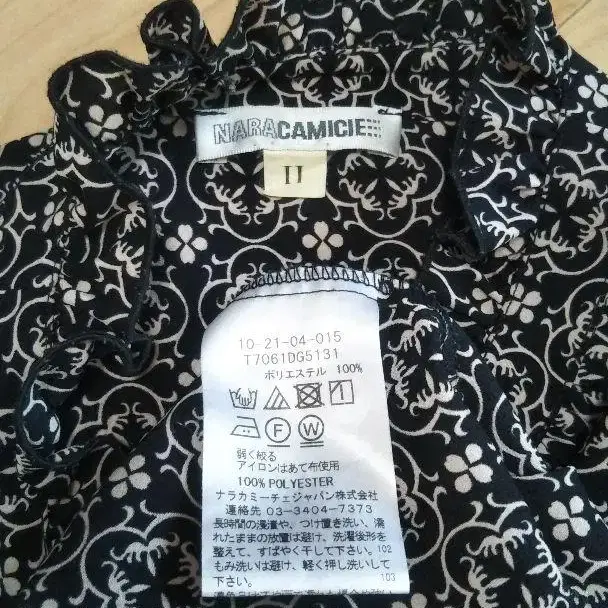 NARACAMICIE
II
10-21-04-015
T7061DG5131
ポリエステル 100%
F W
弱く絞る
アイロンはあて布使用
100% POLYESTER
ナラカミーチェジャパン株式会社
連絡先 03-3404-7373
長時間の浸漬や、つけ置き洗い、濡
れたままの放置は避け、洗濯後形を
整えて、すばやく干して下さい。102
もみ洗いは避け、軽く押し洗いして
下さい。 103